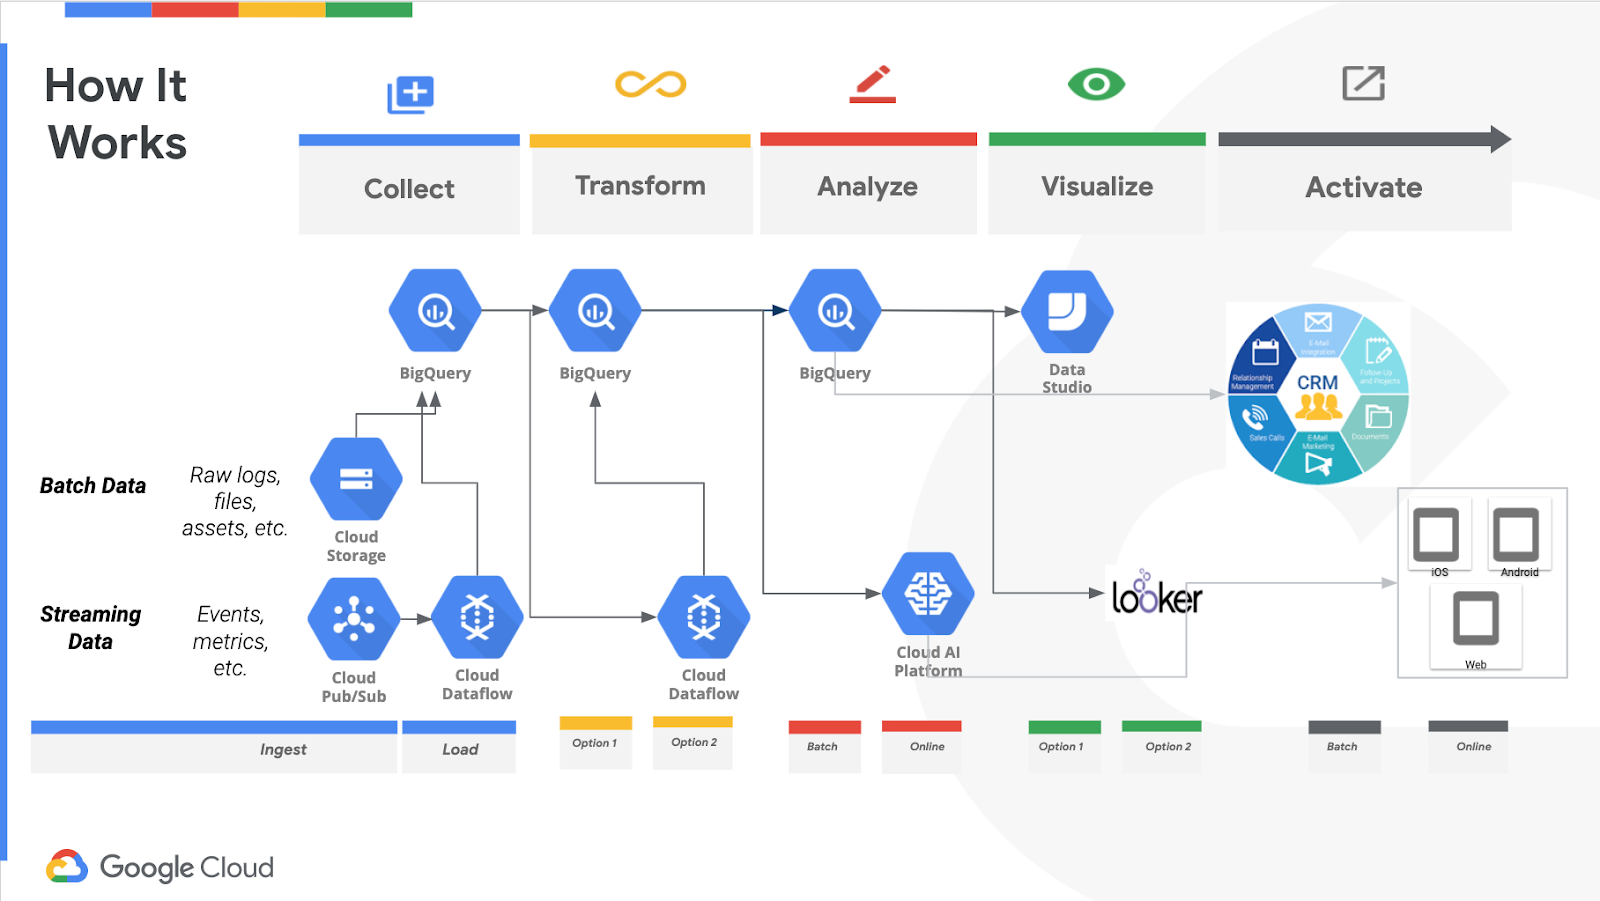 How It
Works
Collect
Transform
Analyze
Visualize
Activate
BigQuery
BigQuery
BigQuery
Data
Studio
CRM
E-Mail
Integration
Follow-Up
and Projects
Documents
E-Mail
Marketing
Sales Calls
Relationship
Management
Batch Data
Raw logs,
files,
assets, etc.
Cloud
Storage
Streaming
Data
Events,
metrics,
etc.
Cloud
Pub/Sub
Cloud
Dataflow
Cloud
Dataflow
Cloud AI
Platform
looker
iOS
Android
Web
Ingest
Load
Option 1
Option 2
Batch
Online
Option 1
Option 2
Batch
Online
Google Cloud